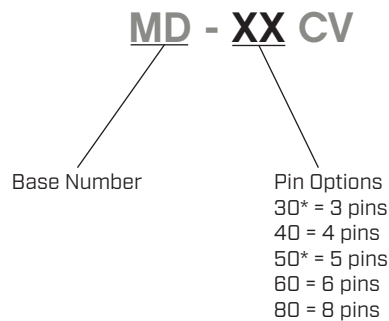 MD - XX CV
Base Number
Pin Options
30* = 3 pins
40 = 4 pins
50* = 5 pins
60 = 6 pins
80 = 8 pins